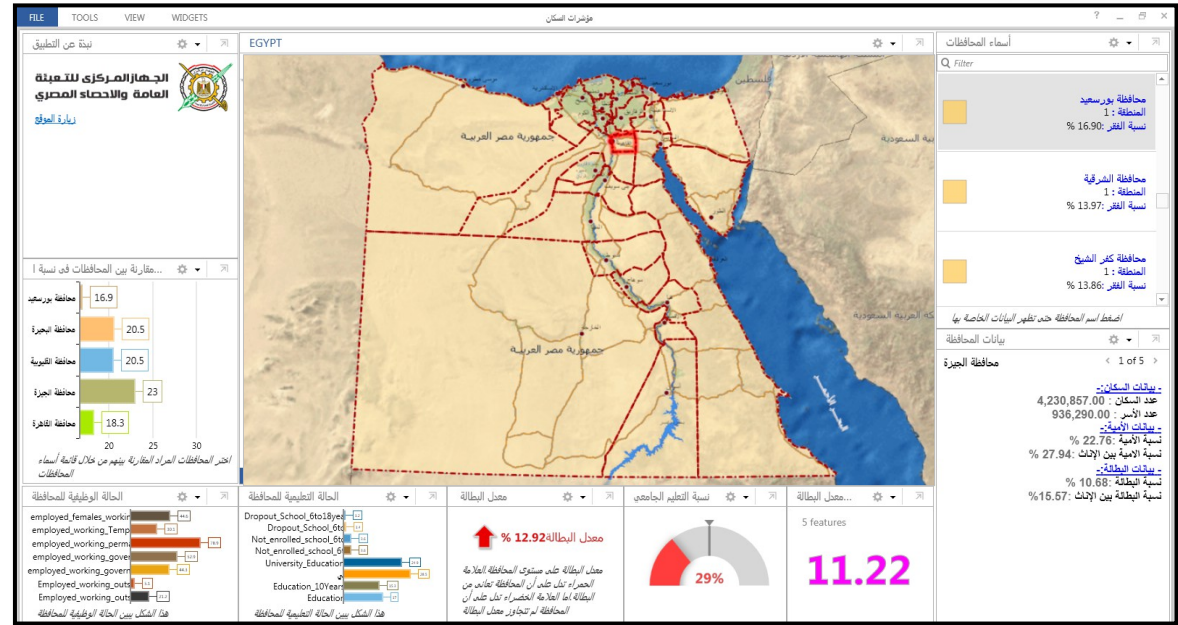 FILE TOOLS VIEW WIDGETS
مؤشرات السكان
نبذة عن التطبيق
الجهاز المركزى للتعبئة
العامة والاحصاء المصري
زيارة الموقع
EGYPT
فلسطين
جمهورية مصر العربية
جمهورية مصر العربية
البحر الأحمر
أسماء المحافظات
Filter
محافظة بورسعيد
المنطقة : 1
نسبة الفقر :16.90 %
محافظة الشرقية
المنطقة : 1
نسبة الفقر :13.97 %
محافظة كفر الشيخ
المنطقة : 1
نسبة الفقر :13.86 %
اضغط اسم المحافظة حتى تظهر البيانات الخاصة بها
مقارنة بين المحافظات فى نسبة ا...
محافظة بورسعيد 16.9
محافظة البحيرة 20.5
محافظة القليوبية 20.5
محافظة الجيزة 23
محافظة القاهرة 18.3
20 25 30
اختر المحافظات المراد المقارنة بينهم من خلال قائمة أسماء
المحافظات
بيانات المحافظة
محافظة الجيزة
1 of 5
- بيانات السكان:-
عدد السكان : 4,230,857.00
عدد الأسر : 936,290.00
- بيانات الأمية:-
نسبة الأمية :22.76 %
نسبة الامية بين الإناث :27.94 %
- بيانات البطالة:-
نسبة البطالة :10.68 %
نسبة البطالة بين الإناث :15.57%
الحالة الوظيفية للمحافظة
employed_females_workin
employed_working_Temp
employed_working_perm
employed_working_gove
employed_working_govern
Employed_working_outs
Employed_working_outs
هذا الشكل يبين الحالة الوظيفية للمحافظة
الحالة التعليمية للمحافظة
Dropout_School_6to18yea
Dropout_School_6to
Not_enrolled_school_6to
Not_enrolled_school_6
University_Education
Education_10Years
Education
هذا الشكل يبين الحالة التعليمية للمحافظة
معدل البطالة
معدل البطالة12.92 %
معدل البطالة على مستوى المحافظة.العلامة
الحمراء تدل على أن المحافظة تعانى من
البطالة.اما العلامة الخضراء تدل على أن
المحافظة لم تتجاوز معدل البطالة
نسبة التعليم الجامعى
29%
معدل البطالة...
5 features
11.22